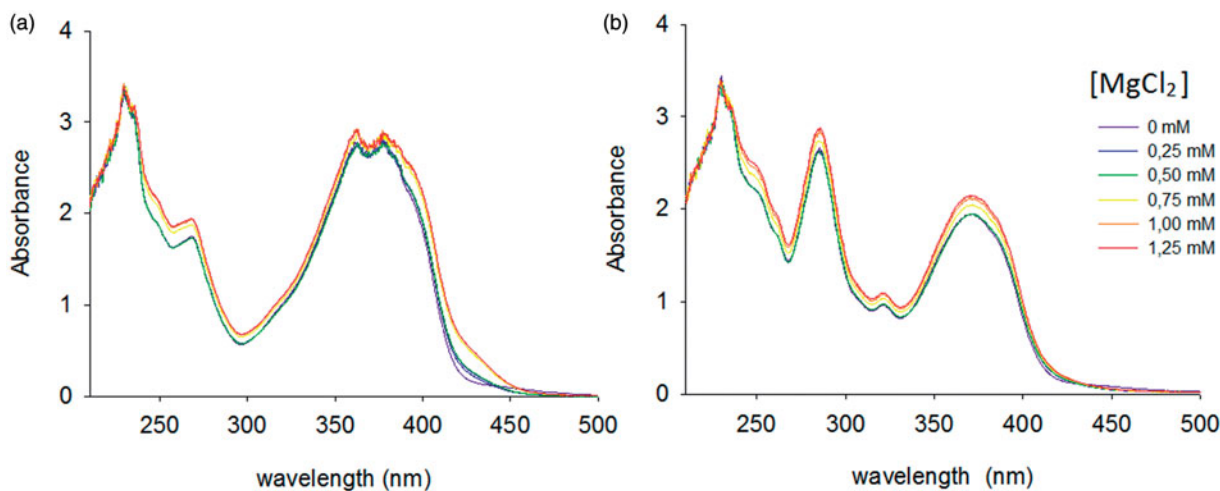 (a)
4
3
2
1
0
Absorbance
250 300 350 400 450 500
wavelength (nm)
(b)
4
3
2
1
0
Absorbance
250 300 350 400 450 500
wavelength (nm)
[MgCl₂]
0 mM
0,25 mM
0,50 mM
0,75 mM
1,00 mM
1,25 mM